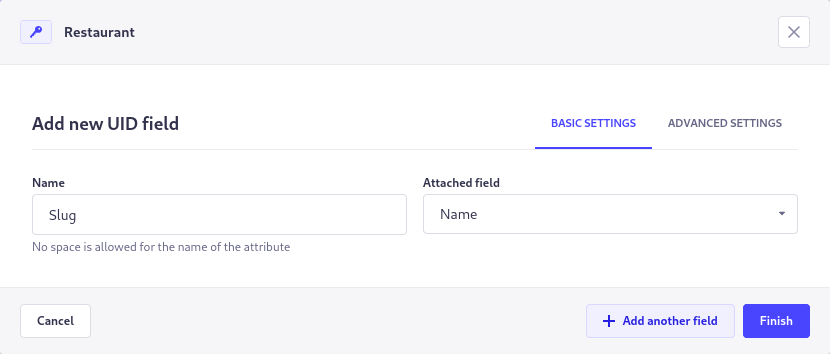 Restaurant
Add new UID field
BASIC SETTINGS
ADVANCED SETTINGS
Name
Attached field
Slug
Name
No space is allowed for the name of the attribute
Cancel
Add another field
Finish